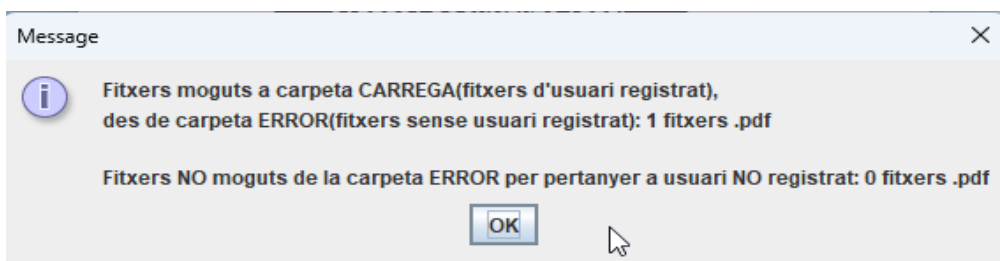 Message
Fitxers moguts a carpeta CARREGA(fitxers d'usuari registrat),
des de carpeta ERROR(fitxers sense usuari registrat): 1 fitxers .pdf
Fitxers NO moguts de la carpeta ERROR per pertanyer a usuari NO registrat: 0 fitxers .pdf
OK